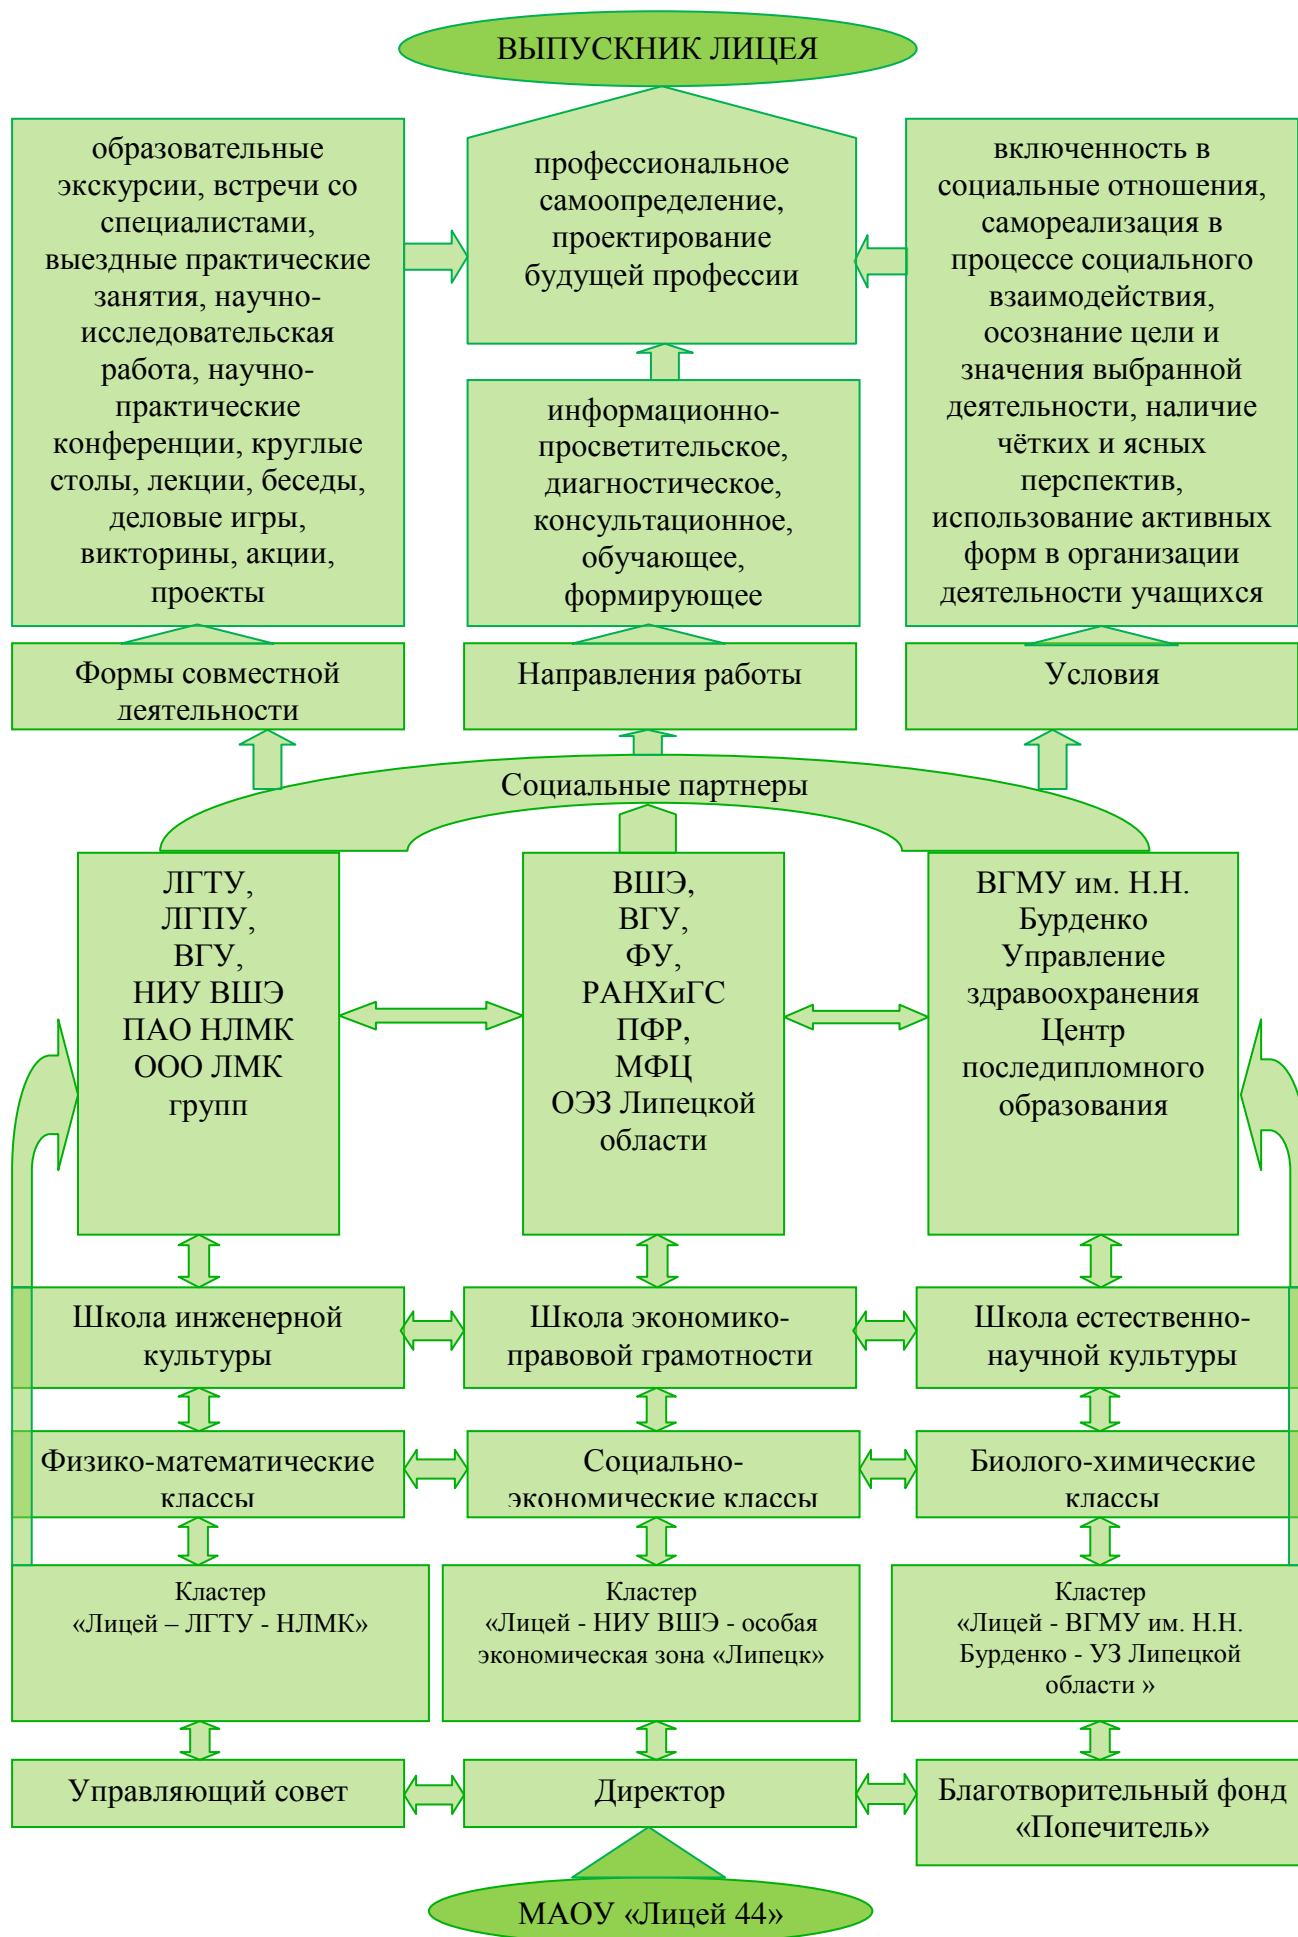 ВЫПУСКНИК ЛИЦЕЯ
образовательные
экскурсии, встречи со
специалистами,
выездные практические
занятия, научно-
исследовательская
работа, научно-
практические
конференции, круглые
столы, лекции, беседы,
деловые игры,
викторины, акции,
проекты
профессиональное
самоопределение,
проектирование
будущей профессии
включенность в
социальные отношения,
самореализация в
процессе социального
взаимодействия,
осознание цели и
значения выбранной
деятельности, наличие
чётких и ясных
перспектив,
использование активных
форм в организации
деятельности учащихся
информационно-
просветительское,
диагностическое,
консультационное,
обучающее,
формирующее
Формы совместной
деятельности
Направления работы
Условия
Социальные партнеры
ЛГТУ,
ЛГПУ,
ВГУ,
НИУ ВШЭ
ПАО НЛМК
ООО ЛМК
групп
ВШЭ,
ВГУ,
ФУ,
РАНХиГС
ПФР,
МФЦ
ОЭЗ Липецкой
области
ВГМУ им. Н.Н.
Бурденко
Управление
здравоохранения
Центр
последипломного
образования
Школа инженерной
культуры
Школа экономико-
правовой грамотности
Школа естественно-
научной культуры
Физико-математические
классы
Социально-
экономические классы
Биолого-химические
классы
Кластер
«Лицей – ЛГТУ - НЛМК»
Кластер
«Лицей - НИУ ВШЭ - особая
экономическая зона «Липецк»
Кластер
«Лицей - ВГМУ им. Н.Н.
Бурденко - УЗ Липецкой
области »
Управляющий совет
Директор
Благотворительный фонд
«Попечитель»
МАОУ «Лицей 44»